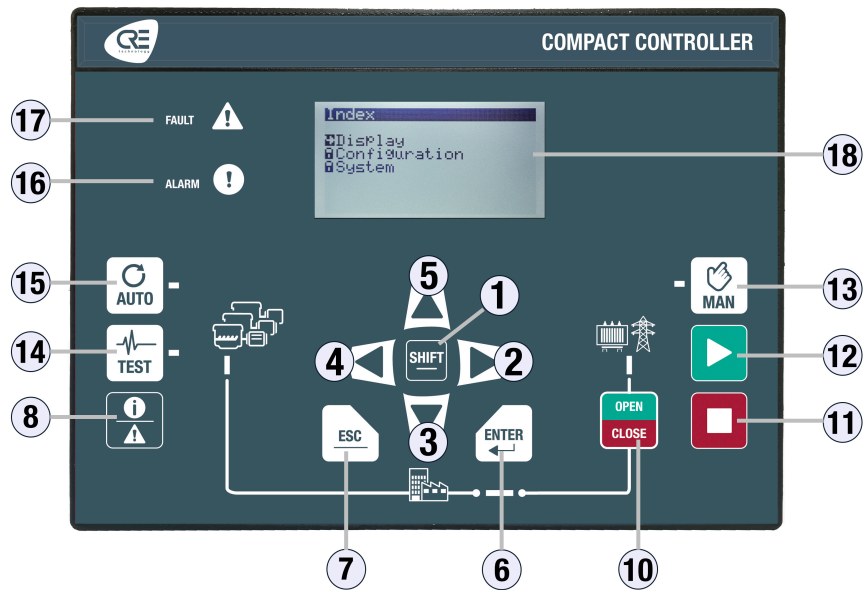 CRE
technology
COMPACT CONTROLLER
17
FAULT
16
ALARM
Index
Display
Configuration
System
18
15
AUTO
5
1
13
MAN
14
TEST
4
SHIFT
2
12
8
i
OPEN
CLOSE
11
ESC
3
ENTER
7
6
10